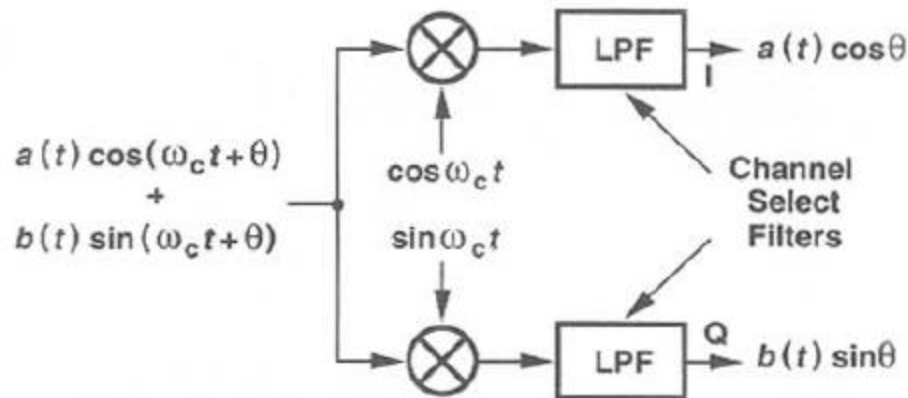 a(t) cos(ω_c t+θ)
+
b(t) sin(ω_c t+θ)
cos ω_c t
sin ω_c t
LPF
I
a(t) cosθ
Channel
Select
Filters
LPF
Q
b(t) sinθ